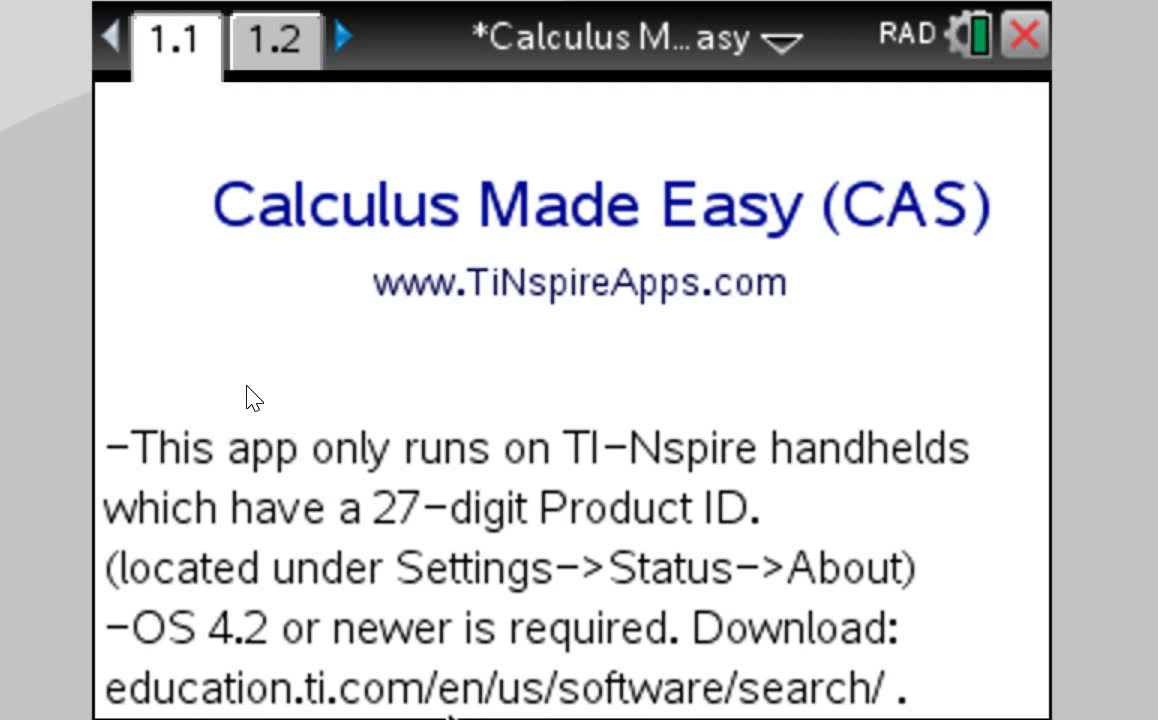 1.1
1.2
*Calculus M...asy
RAD
Calculus Made Easy (CAS)
www.TiNspireApps.com
-This app only runs on TI-Nspire handhelds
which have a 27-digit Product ID.
(located under Settings->Status->About)
-OS 4.2 or newer is required. Download:
education.ti.com/en/us/software/search/ .